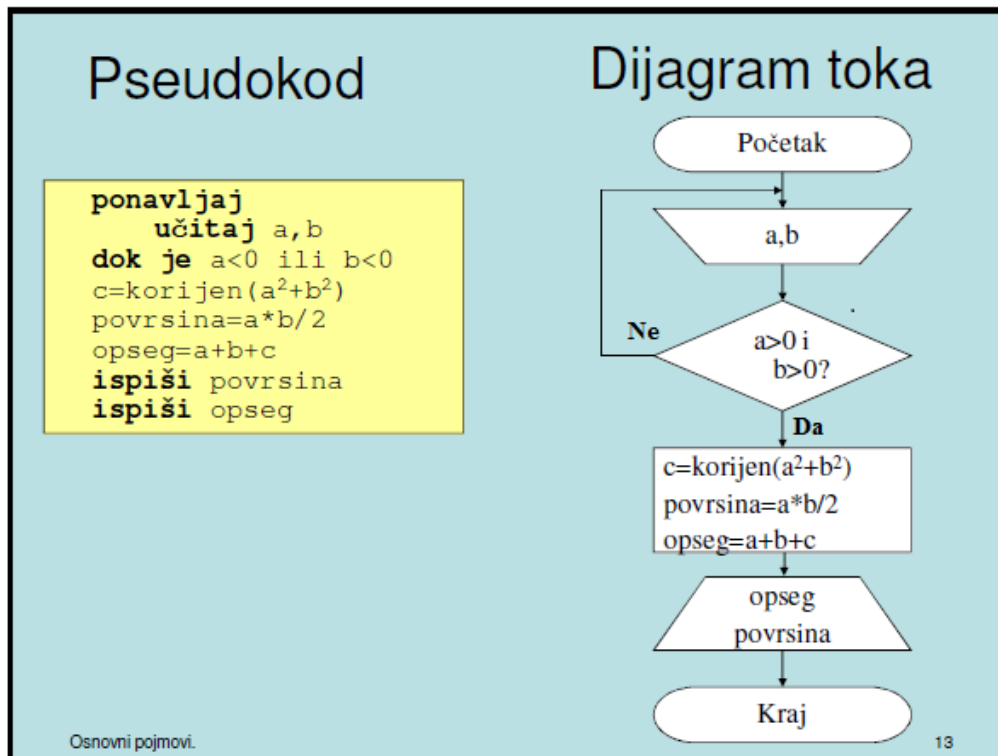 Pseudokod
ponavljaj
učitaj a,b
dok je a<0 ili b<0
c=korijen(a²+b²)
povrsina=a*b/2
opseg=a+b+c
ispiši povrsina
ispiši opseg
Dijagram toka
Početak
a,b
a>0 i
b>0?
Ne
Da
c=korijen(a²+b²)
povrsina=a*b/2
opseg=a+b+c
opseg
povrsina
Kraj
Osnovni pojmovi.
13